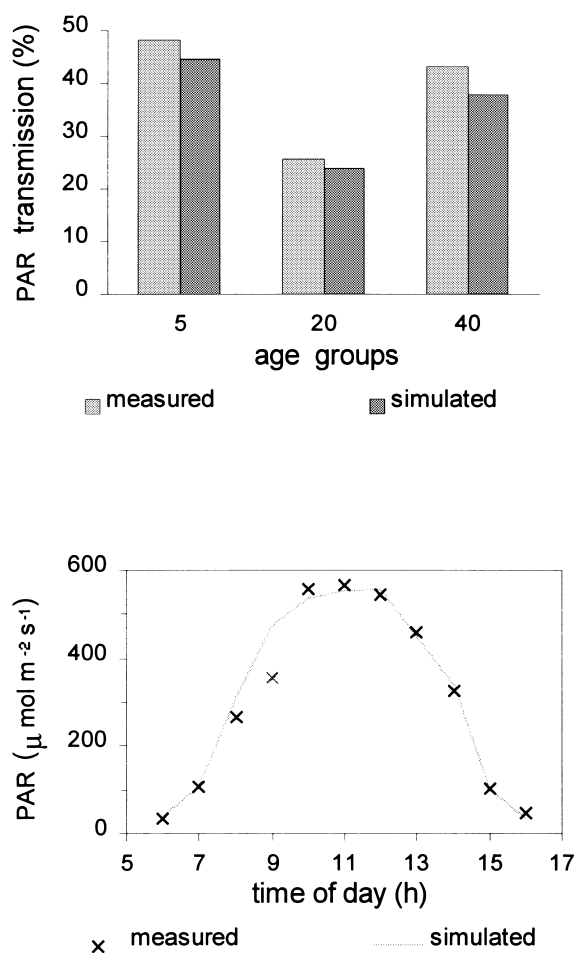 PAR transmission (%)
50
40
30
20
10
0
5 20 40
age groups
measured simulated
PAR (μ mol m -2 s-1)
600
400
200
0
5 7 9 11 13 15 17
time of day (h)
× measured simulated